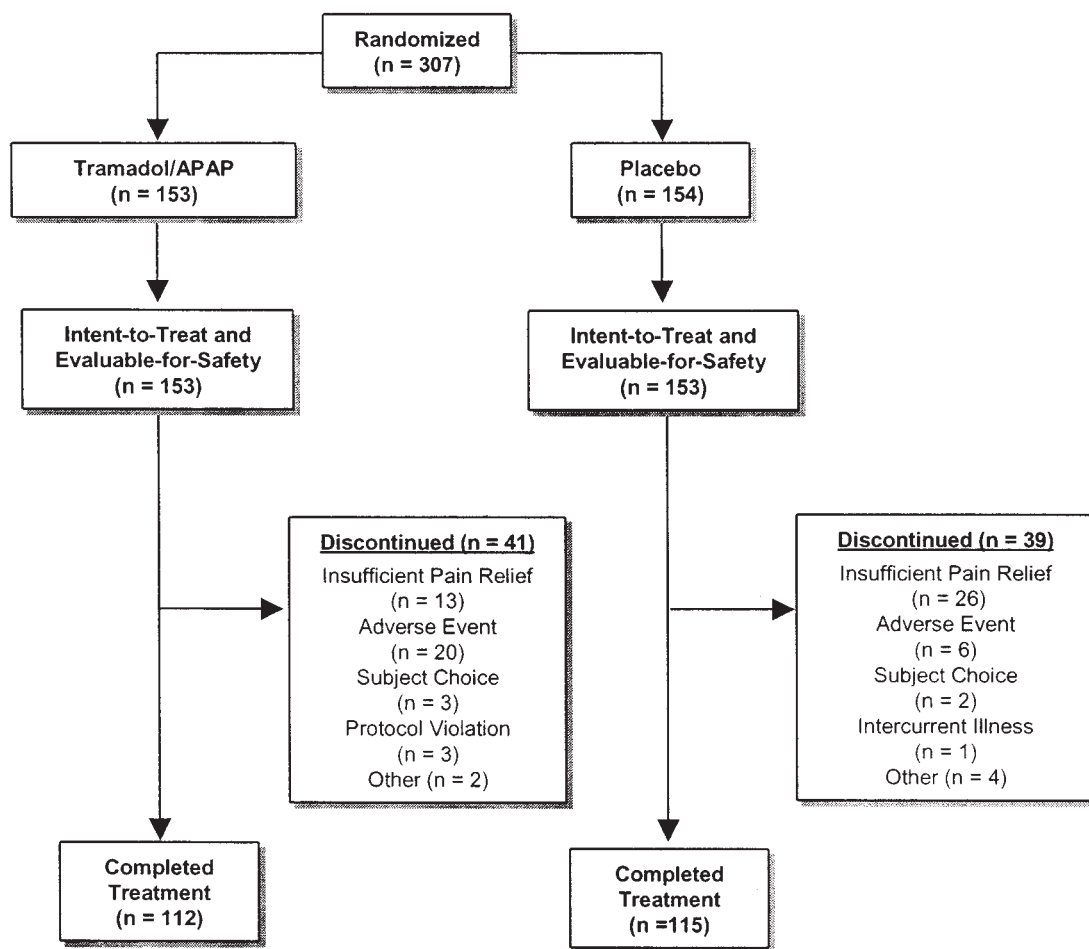 Randomized
(n = 307)
Tramadol/APAP
(n = 153)
Placebo
(n = 154)
Intent-to-Treat and
Evaluable-for-Safety
(n = 153)
Intent-to-Treat and
Evaluable-for-Safety
(n = 153)
Discontinued (n = 41)
Insufficient Pain Relief
(n = 13)
Adverse Event
(n = 20)
Subject Choice
(n = 3)
Protocol Violation
(n = 3)
Other (n = 2)
Discontinued (n = 39)
Insufficient Pain Relief
(n = 26)
Adverse Event
(n = 6)
Subject Choice
(n = 2)
Intercurrent Illness
(n = 1)
Other (n = 4)
Completed
Treatment
(n = 112)
Completed
Treatment
(n =115)